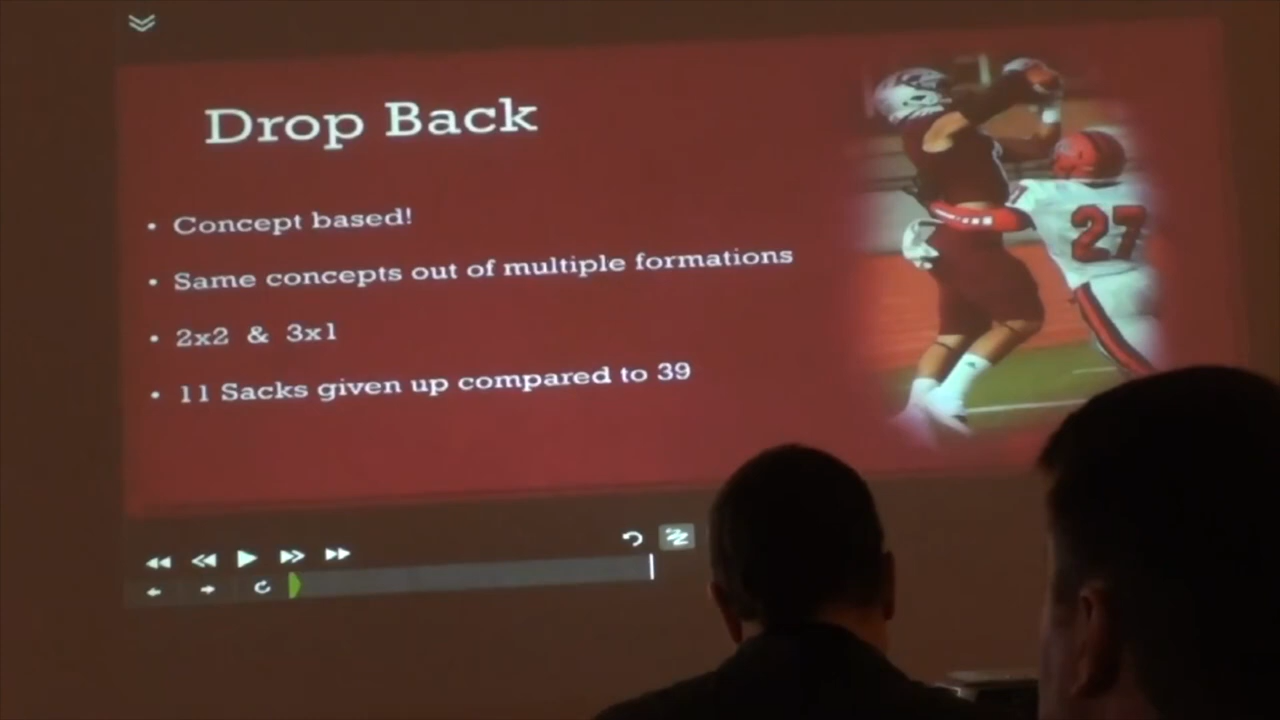 Drop Back
• Concept based!
• Same concepts out of multiple formations
• 2x2 & 3x1
• 11 Sacks given up compared to 39
27